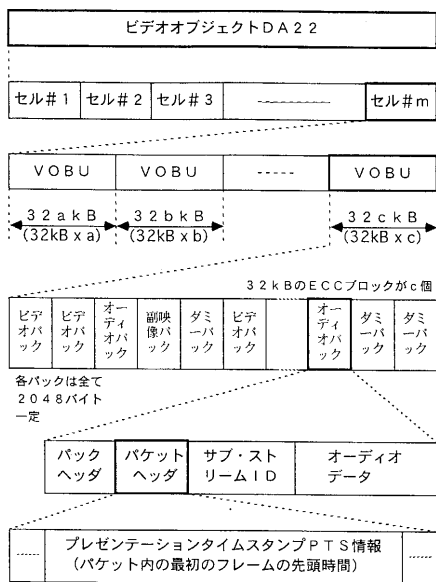 ビデオオブジェクトDA22
セル#1 セル#2 セル#3 セル#m
VOBU VOBU ----- VOBU
32akB 32bkB 32ckB
(32kB x a) (32kB x b) (32kB x c)
32kBのECCブロックがc個
ビデオパック ビデオパック オーディオパック 副映像パック ダミーパック ビデオパック オーディオパック ダミーパック ダミーパック
各パックは全て
2048バイト
一定
パックヘッダ パケットヘッダ サブ・ストリームID オーディオデータ
プレゼンテーションタイムスタンプPTS情報
(パケット内の最初のフレームの先頭時間)